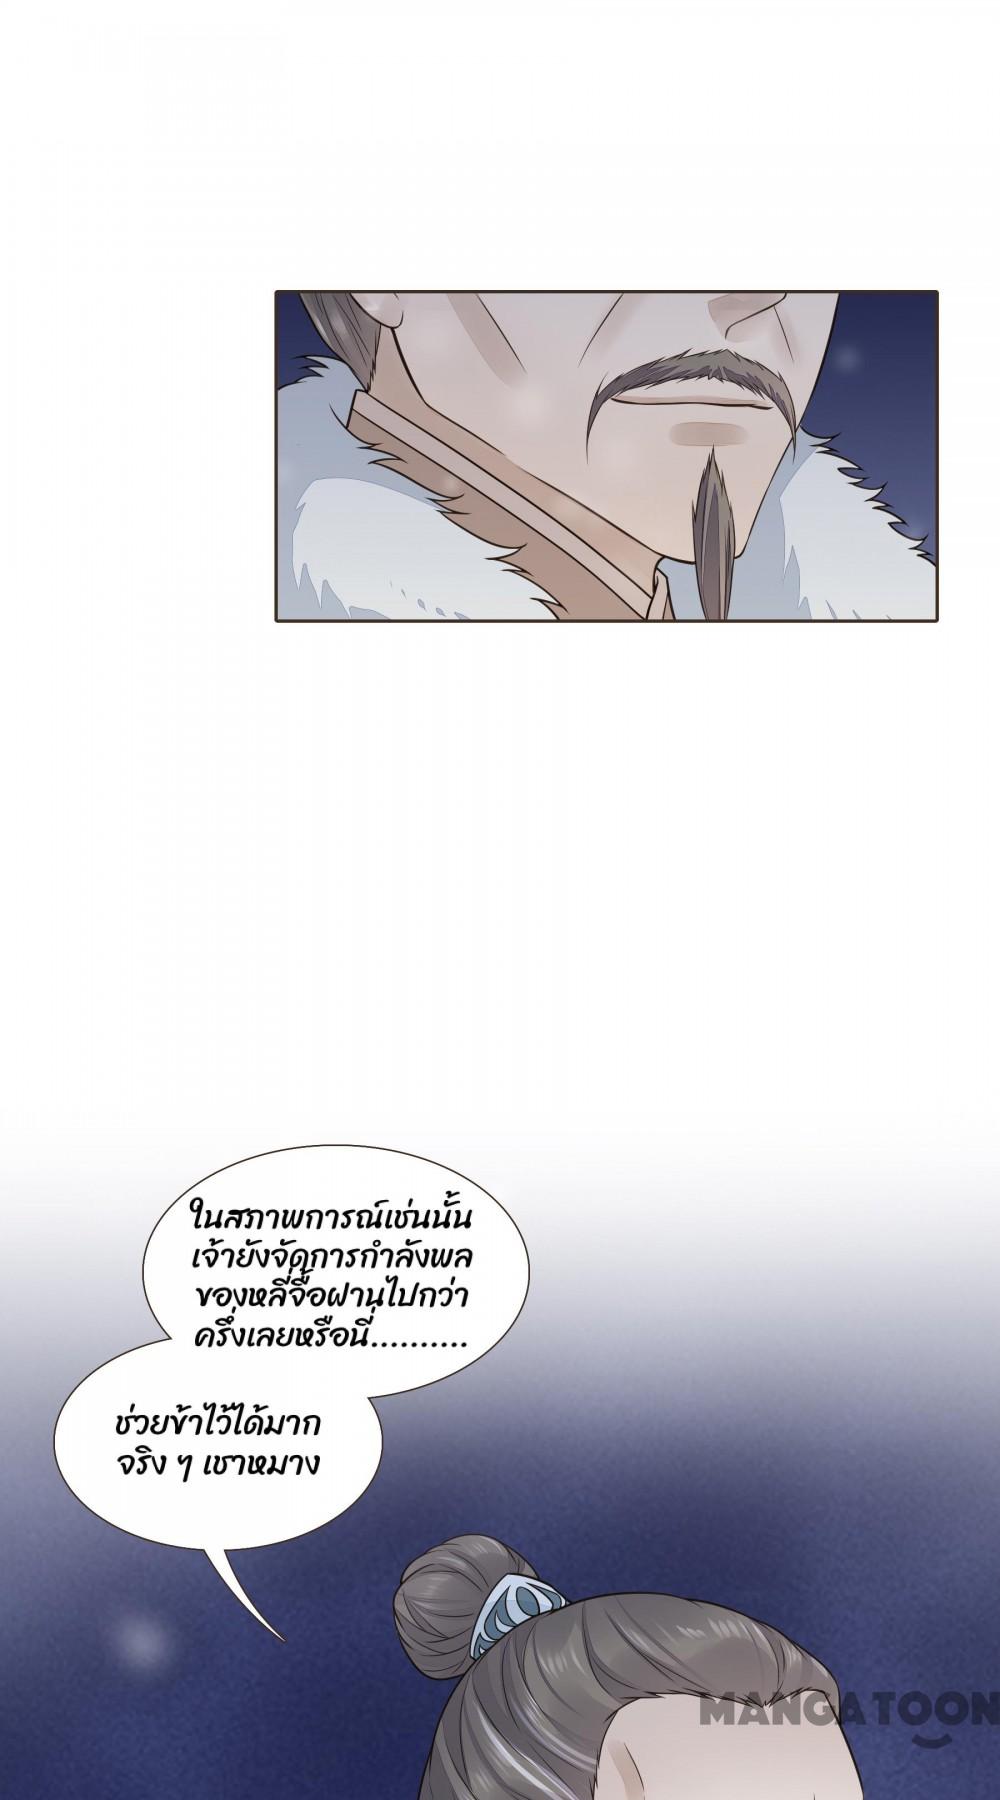 ในสภาพการณ์เช่นนั้น
เจ้ายังจัดการกำลังพล
ของหลี่จื้อฝานไปกว่า
ครึ่งเลยหรือนี่..........
ช่วยข้าไว้ได้มาก
จริง ๆ เชาหมาง
MANGATOON